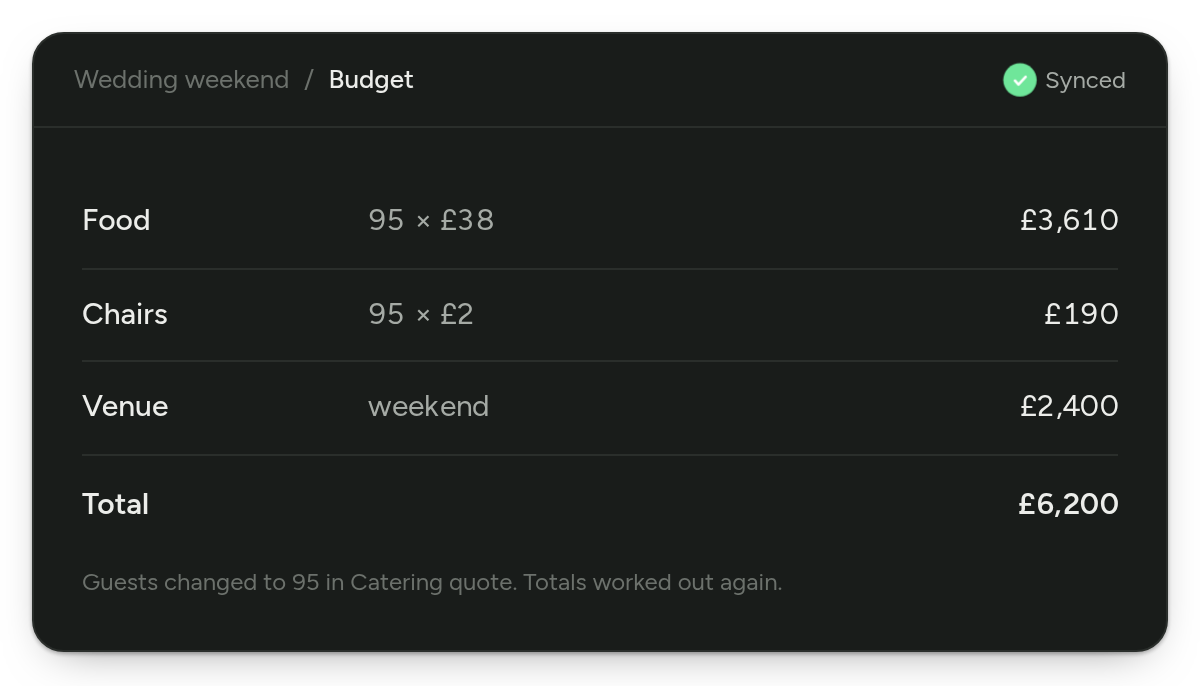 Wedding weekend / Budget
Synced
Food 95 × £38 £3,610
Chairs 95 × £2 £190
Venue weekend £2,400
Total £6,200
Guests changed to 95 in Catering quote. Totals worked out again.